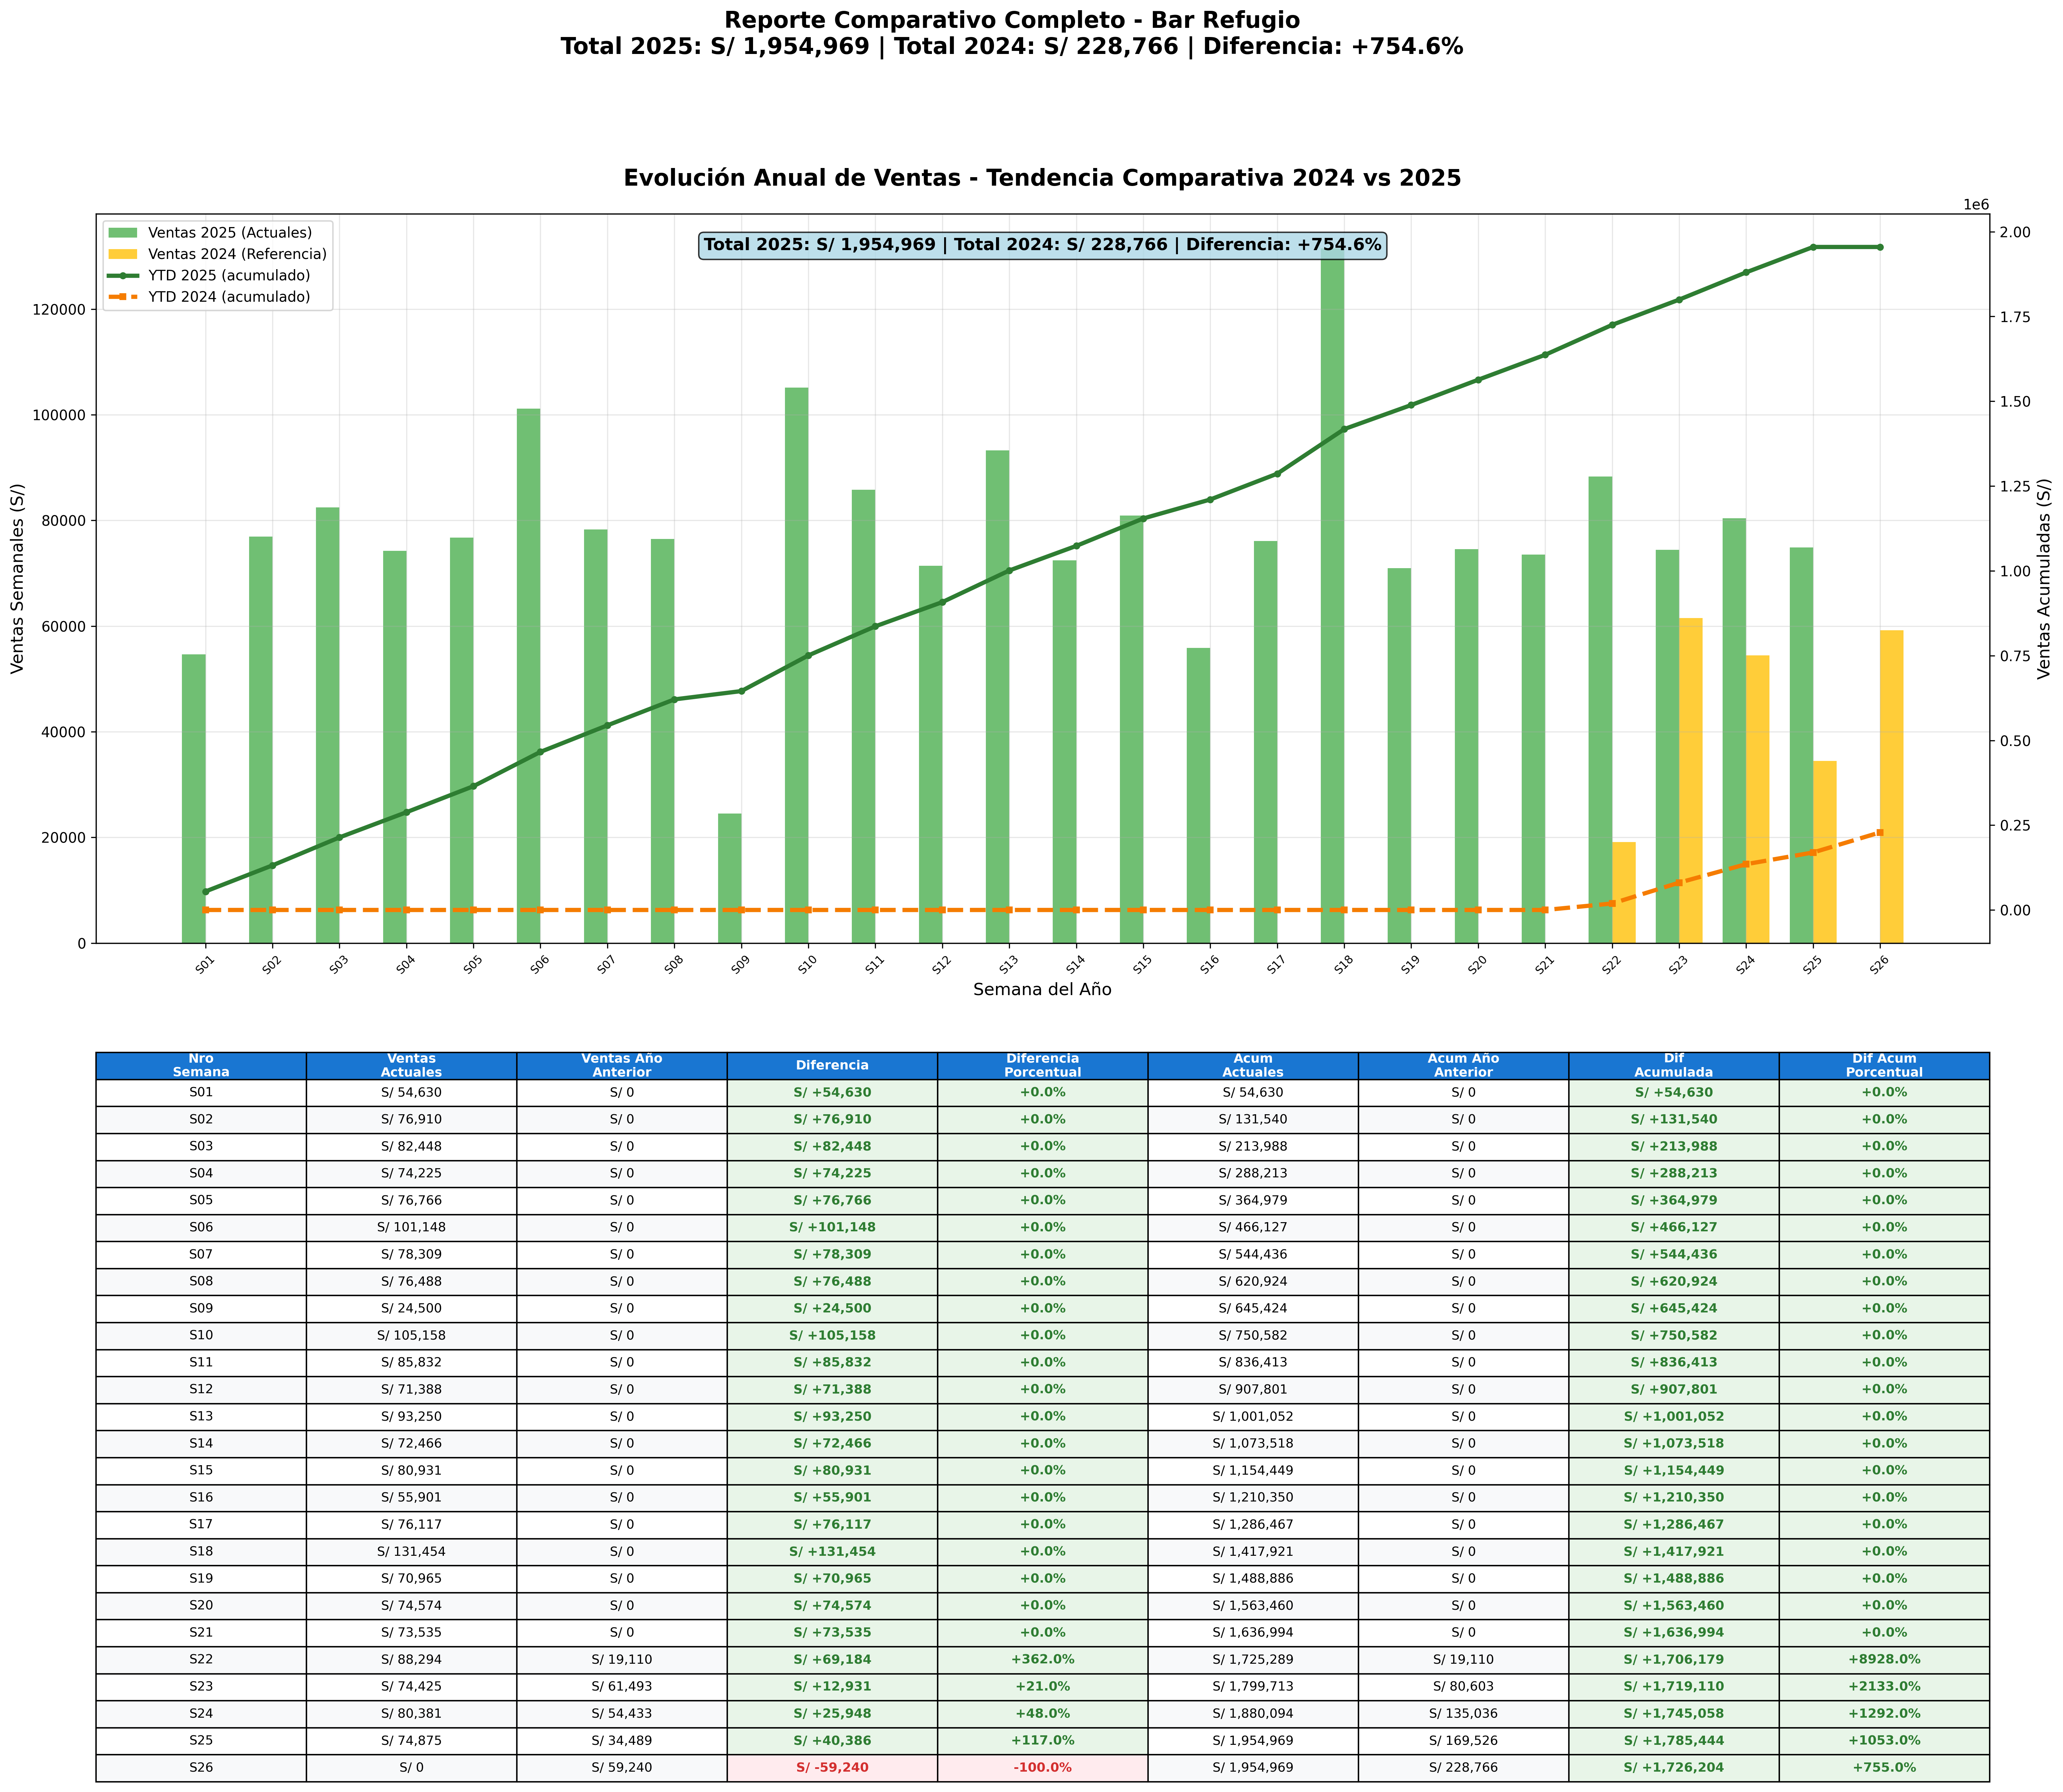 Reporte Comparativo Completo - Bar Refugio
Total 2025: S/ 1,954,969 | Total 2024: S/ 228,766 | Diferencia: +754.6%
Evolución Anual de Ventas - Tendencia Comparativa 2024 vs 2025
1e6
Ventas 2025 (Actuales)
Ventas 2024 (Referencia)
YTD 2025 (acumulado)
YTD 2024 (acumulado)
Total 2025: S/ 1,954,969 | Total 2024: S/ 228,766 | Diferencia: +754.6%
Ventas Semanales (S/)
120000
100000
80000
60000
40000
20000
0
2.00
1.75
1.50
1.25
1.00
0.75
0.50
0.25
0.00
Ventas Acumuladas (S/)
S01 S02 S03 S04 S05 S06 S07 S08 S09 S10 S11 S12 S13 S14 S15 S16 S17 S18 S19 S20 S21 S22 S23 S24 S25 S26
Semana del Año
Nro Semana Ventas Actuales Ventas Año Anterior Diferencia Diferencia Porcentual Acum Actuales Acum Año Anterior Dif Acumulada Dif Acum Porcentual
S01 S/ 54,630 S/ 0 S/ +54,630 +0.0% S/ 54,630 S/ 0 S/ +54,630 +0.0%
S02 S/ 76,910 S/ 0 S/ +76,910 +0.0% S/ 131,540 S/ 0 S/ +131,540 +0.0%
S03 S/ 82,448 S/ 0 S/ +82,448 +0.0% S/ 213,988 S/ 0 S/ +213,988 +0.0%
S04 S/ 74,225 S/ 0 S/ +74,225 +0.0% S/ 288,213 S/ 0 S/ +288,213 +0.0%
S05 S/ 76,766 S/ 0 S/ +76,766 +0.0% S/ 364,979 S/ 0 S/ +364,979 +0.0%
S06 S/ 101,148 S/ 0 S/ +101,148 +0.0% S/ 466,127 S/ 0 S/ +466,127 +0.0%
S07 S/ 78,309 S/ 0 S/ +78,309 +0.0% S/ 544,436 S/ 0 S/ +544,436 +0.0%
S08 S/ 76,488 S/ 0 S/ +76,488 +0.0% S/ 620,924 S/ 0 S/ +620,924 +0.0%
S09 S/ 24,500 S/ 0 S/ +24,500 +0.0% S/ 645,424 S/ 0 S/ +645,424 +0.0%
S10 S/ 105,158 S/ 0 S/ +105,158 +0.0% S/ 750,582 S/ 0 S/ +750,582 +0.0%
S11 S/ 85,832 S/ 0 S/ +85,832 +0.0% S/ 836,413 S/ 0 S/ +836,413 +0.0%
S12 S/ 71,388 S/ 0 S/ +71,388 +0.0% S/ 907,801 S/ 0 S/ +907,801 +0.0%
S13 S/ 93,250 S/ 0 S/ +93,250 +0.0% S/ 1,001,052 S/ 0 S/ +1,001,052 +0.0%
S14 S/ 72,466 S/ 0 S/ +72,466 +0.0% S/ 1,073,518 S/ 0 S/ +1,073,518 +0.0%
S15 S/ 80,931 S/ 0 S/ +80,931 +0.0% S/ 1,154,449 S/ 0 S/ +1,154,449 +0.0%
S16 S/ 55,901 S/ 0 S/ +55,901 +0.0% S/ 1,210,350 S/ 0 S/ +1,210,350 +0.0%
S17 S/ 76,117 S/ 0 S/ +76,117 +0.0% S/ 1,286,467 S/ 0 S/ +1,286,467 +0.0%
S18 S/ 131,454 S/ 0 S/ +131,454 +0.0% S/ 1,417,921 S/ 0 S/ +1,417,921 +0.0%
S19 S/ 70,965 S/ 0 S/ +70,965 +0.0% S/ 1,488,886 S/ 0 S/ +1,488,886 +0.0%
S20 S/ 74,574 S/ 0 S/ +74,574 +0.0% S/ 1,563,460 S/ 0 S/ +1,563,460 +0.0%
S21 S/ 73,535 S/ 0 S/ +73,535 +0.0% S/ 1,636,994 S/ 0 S/ +1,636,994 +0.0%
S22 S/ 88,294 S/ 19,110 S/ +69,184 +362.0% S/ 1,725,289 S/ 19,110 S/ +1,706,179 +8928.0%
S23 S/ 74,425 S/ 61,493 S/ +12,931 +21.0% S/ 1,799,713 S/ 80,603 S/ +1,719,110 +2133.0%
S24 S/ 80,381 S/ 54,433 S/ +25,948 +48.0% S/ 1,880,094 S/ 135,036 S/ +1,745,058 +1292.0%
S25 S/ 74,875 S/ 34,489 S/ +40,386 +117.0% S/ 1,954,969 S/ 169,526 S/ +1,785,444 +1053.0%
S26 S/ 0 S/ 59,240 S/ -59,240 -100.0% S/ 1,954,969 S/ 228,766 S/ +1,726,204 +755.0%